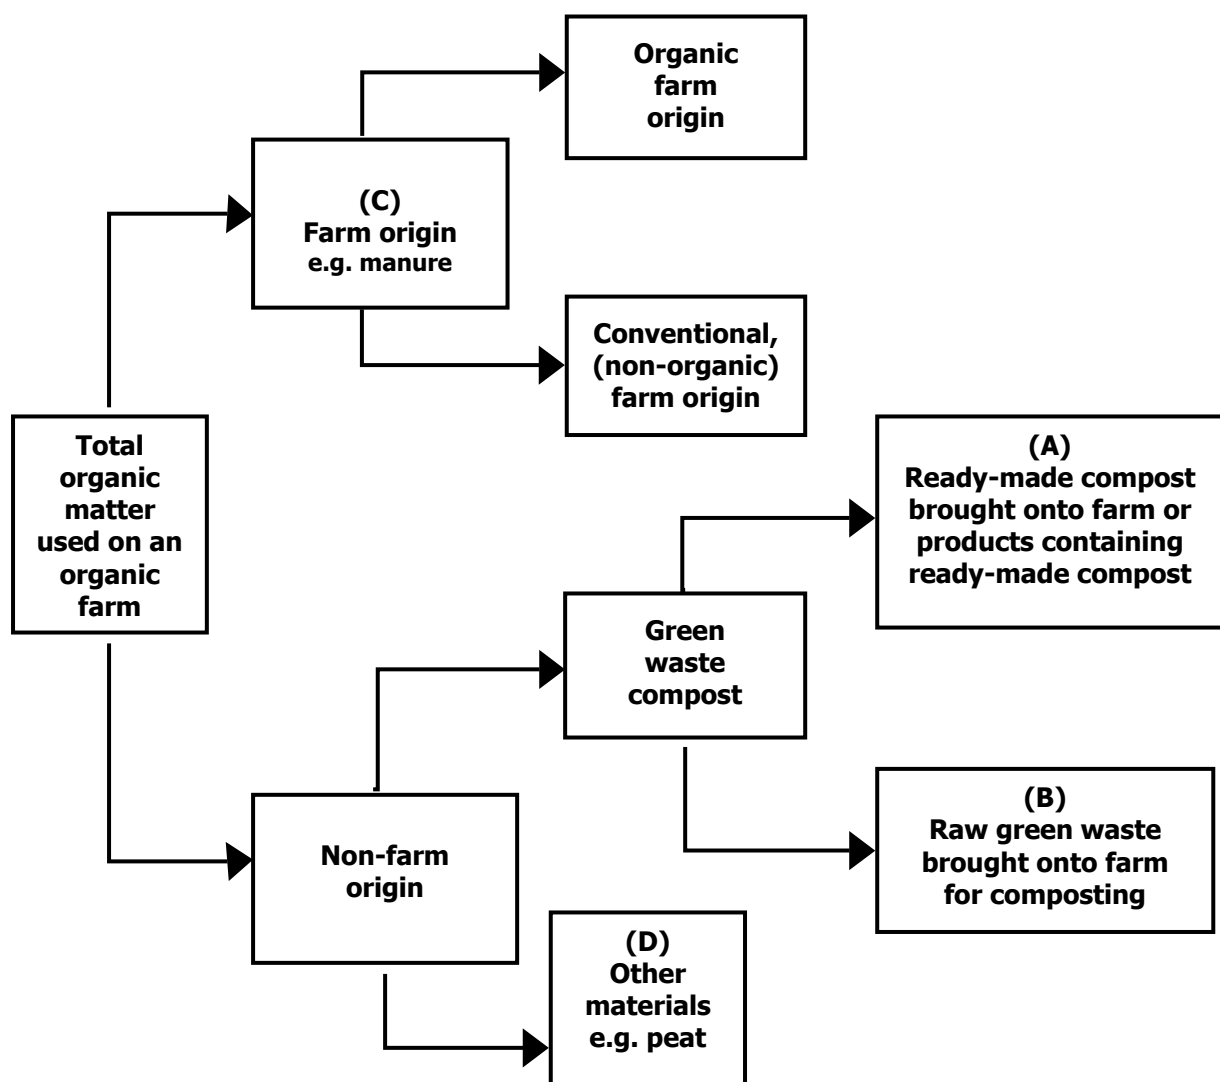 Organic
farm
origin
(C)
Farm origin
e.g. manure
Conventional,
(non-organic)
farm origin
Total
organic
matter
used on an
organic
farm
(A)
Ready-made compost
brought onto farm or
products containing
ready-made compost
Green
waste
compost
(B)
Raw green waste
brought onto farm
for composting
Non-farm
origin
(D)
Other
materials
e.g. peat